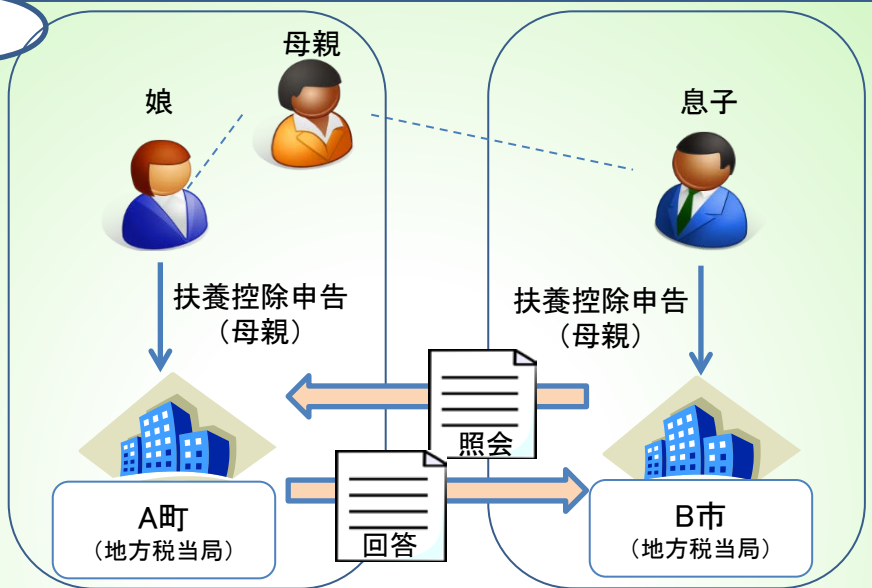 母親
娘
息子
扶養控除申告
（母親）
扶養控除申告
（母親）
照会
回答
A町
（地方税当局）
B市
（地方税当局）